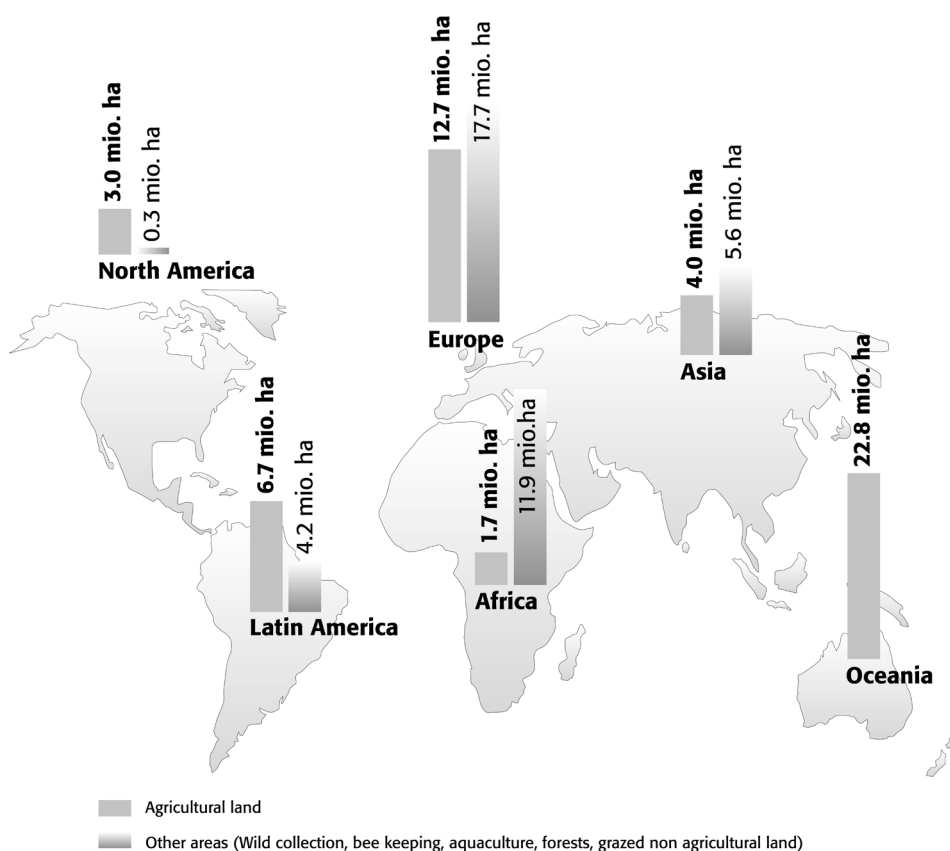 3.0 mio. ha
0.3 mio. ha
North America
12.7 mio. ha
17.7 mio. ha
Europe
4.0 mio. ha
5.6 mio. ha
Asia
6.7 mio. ha
4.2 mio. ha
Latin America
1.7 mio. ha
11.9 mio.ha
Africa
22.8 mio. ha
Oceania
Agricultural land
Other areas (Wild collection, bee keeping, aquaculture, forests, grazed non agricultural land)